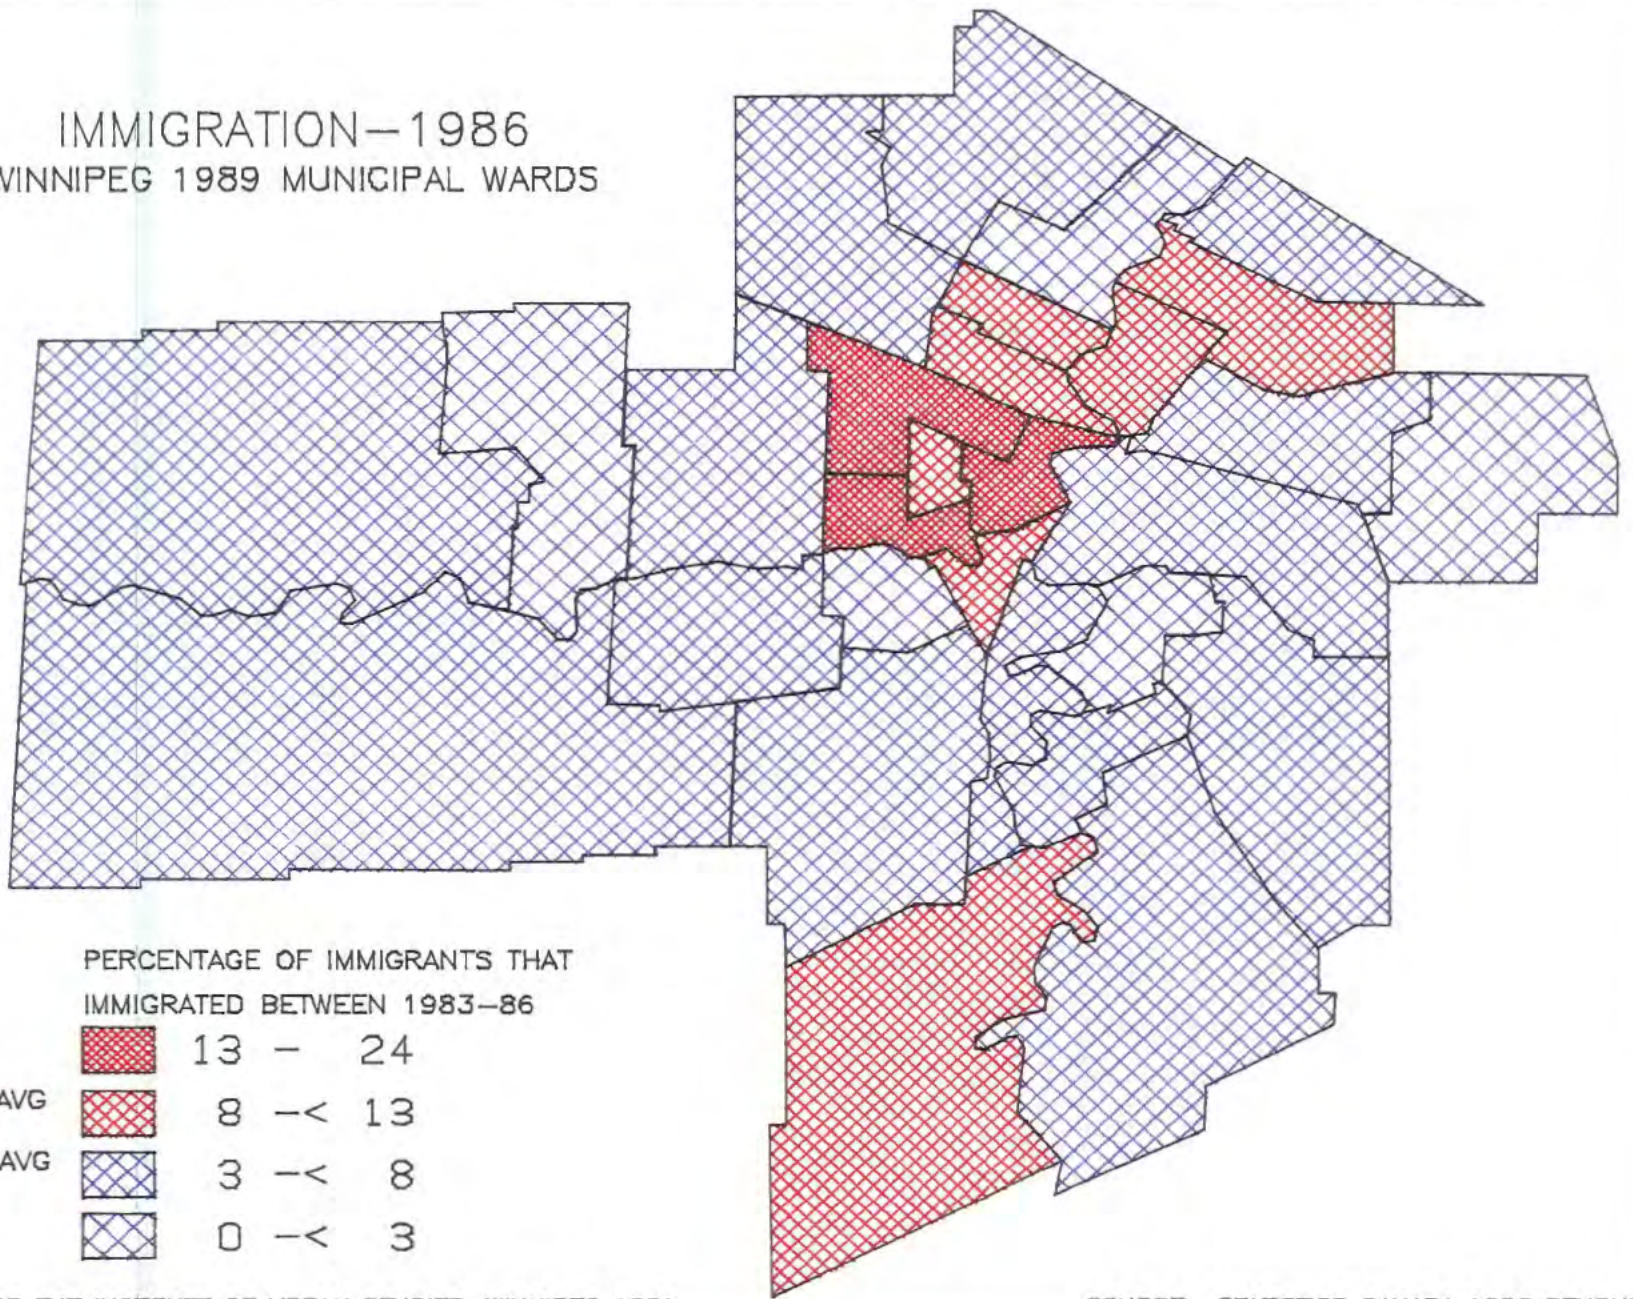 IMMIGRATION—1986
WINNIPEG 1989 MUNICIPAL WARDS
PERCENTAGE OF IMMIGRANTS THAT
IMMIGRATED BETWEEN 1983—86
13 — 24
AVG 8 —< 13
AVG 3 —< 8
0 —< 3